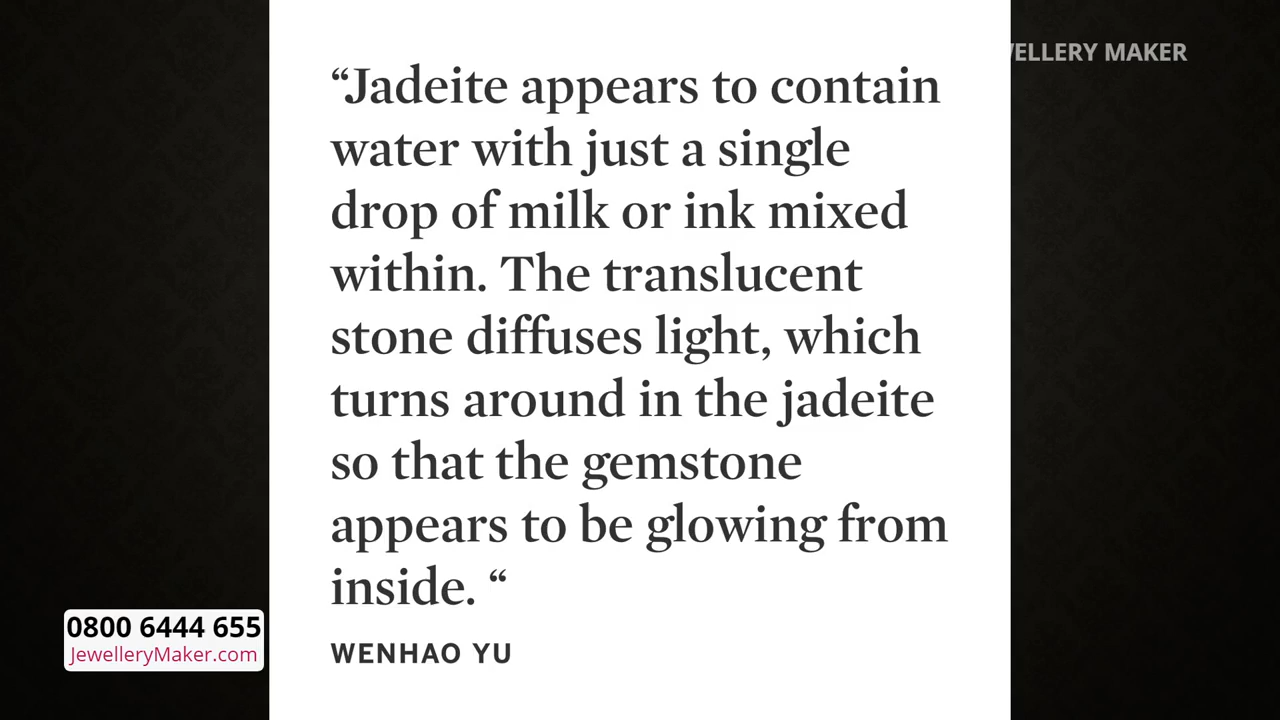 WELLERY MAKER
“Jadeite appears to contain
water with just a single
drop of milk or ink mixed
within. The translucent
stone diffuses light, which
turns around in the jadeite
so that the gemstone
appears to be glowing from
inside. “
WENHAO YU
0800 6444 655
JewelleryMaker.com